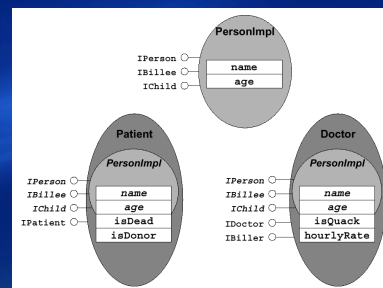 PersonImpl
IPerson
IBillee
IChild
name
age
Patient
PersonImpl
IPerson
IBillee
IChild
IPatient
name
age
isDead
isDonor
Doctor
PersonImpl
IPerson
IBillee
IChild
IDoctor
IBiller
name
age
isQuack
hourlyRate